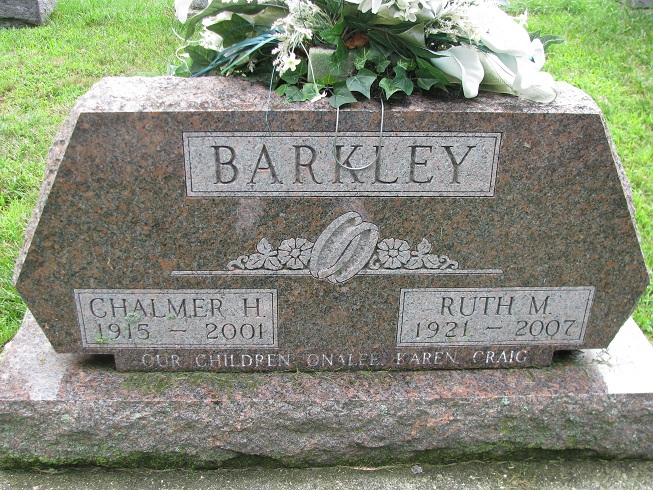 BARKLEY
CHALMER H.
1915 – 2001
RUTH M.
1921 – 2007
OUR CHILDREN ONALEE KAREN CRAIG